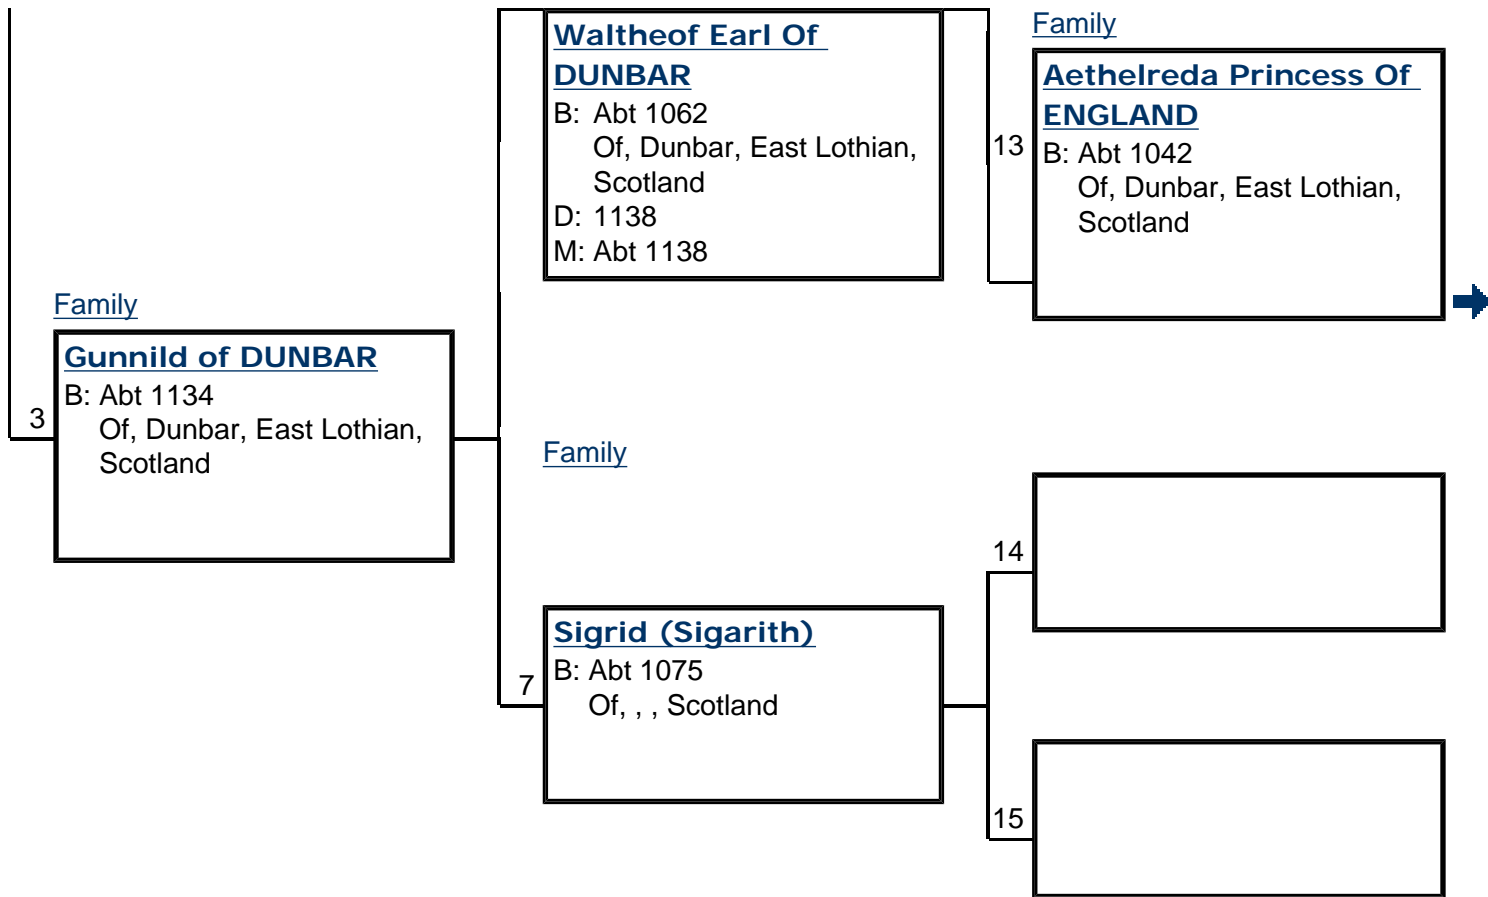 Waltheof Earl Of
DUNBAR
B: Abt 1062
Of, Dunbar, East Lothian,
Scotland
D: 1138
M: Abt 1138
Family
Aethelreda Princess Of
ENGLAND
13
B: Abt 1042
Of, Dunbar, East Lothian,
Scotland
Family
Gunnild of DUNBAR
3
B: Abt 1134
Of, Dunbar, East Lothian,
Scotland
Family
14
Sigrid (Sigarith)
7
B: Abt 1075
Of, , , Scotland
15